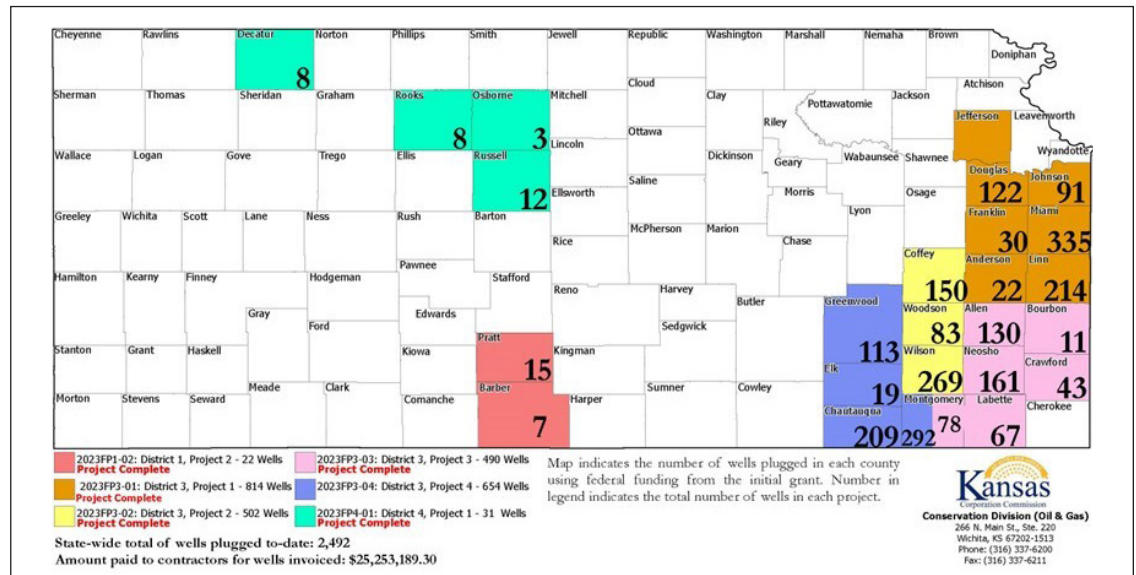 Cheyenne Rawlins Decatur Norton Phillips Smith Jewell Republic Washington Marshall Nemaha Brown
Doniphan
8
Cloud
Atchison
Sherman Thomas Sheridan Graham Rooks Osborne Mitchell Clay Pottawatomie Jackson
Jefferson Leavenworth
Riley
8 3
Ottawa
Lincoln
Wyandotte
Wallace Logan Gove Trego Ellis Russell Dickinson Geary Wabaunsee Shawnee
Douglas Johnson
122 91
Saline
12 Ellsworth Morris Osage
Greeley Wichita Scott Lane Ness Rush Barton Lyon Franklin Miami
30 335
McPherson Marion
Rice Chase
Coffey Anderson Linn
Pawnee
Hamilton Kearny Finney Hodgeman Stafford
150 22 214
Reno Harvey
Butler Greenwood Woodson Allen Bourbon
Gray Edwards
Ford
Sedgwick
83 130 11
Pratt
Stanton Grant Haskell Kiowa Kingman
113 Wilson Neosho Crawford
15
Elk
Meade Clark Barber Sumner Cowley
19 269 161 43
Morton Stevens Seward Comanche Harper
Chautauqua Montgomery Labette Cherokee
7
209 292 78 67
2023FP1-02: District 1, Project 2 - 22 Wells
Project Complete
2023FP3-01: District 3, Project 1 - 814 Wells
Project Complete
2023FP3-02: District 3, Project 2 - 502 Wells
Project Complete
2023FP3-03: District 3, Project 3 - 490 Wells
Project Complete
2023FP3-04: District 3, Project 4 - 654 Wells
2023FP4-01: District 4, Project 1 - 31 Wells
Project Complete
Map indicates the number of wells plugged in each county
using federal funding from the initial grant. Number in
legend indicates the total number of wells in each project.
State-wide total of wells plugged to-date: 2,492
Amount paid to contractors for wells invoiced: $25,253,189.30
Kansas
Corporation Commission
Conservation Division (Oil & Gas)
266 N. Main St., Ste. 220
Wichita, KS 67202-1513
Phone: (316) 337-6200
Fax: (316) 337-6211